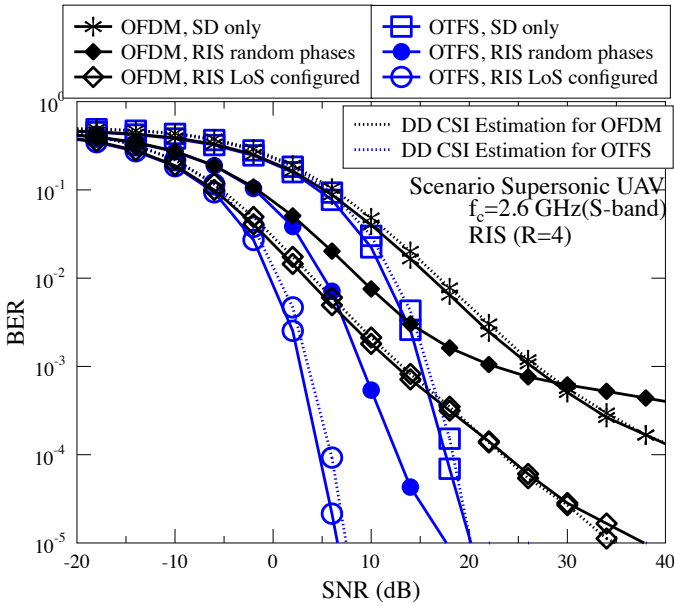 OFDM, SD only
OFDM, RIS random phases
OFDM, RIS LoS configured
OTFS, SD only
OTFS, RIS random phases
OTFS, RIS LoS configured
DD CSI Estimation for OFDM
DD CSI Estimation for OTFS
Scenario Supersonic UAV
f_c=2.6 GHz(S-band)
RIS (R=4)
BER
10^0
10^-1
10^-2
10^-3
10^-4
10^-5
-20 -10 0 10 20 30 40
SNR (dB)